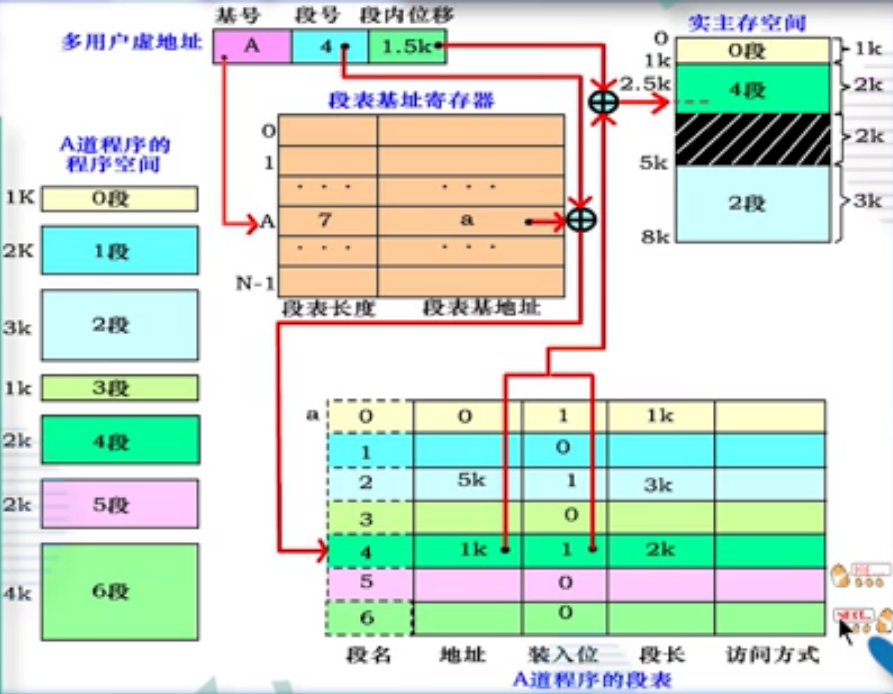 基号 段号 段内位移
多用户虚地址 A 4 1.5k
实主存空间
0
0段 1k
1k
2.5k 4段 2k
2k
5k
2段 3k
8k
段表基址寄存器
0
1
· · · · · ·
A 7 a
· · · · · ·
N-1
段表长度 段表基地址
A道程序的
程序空间
1K 0段
2K 1段
3k 2段
1k 3段
2k 4段
2k 5段
4k 6段
a 0 0 1 1k
1 0
2 5k 1 3k
3 0
4 1k 1 2k
5 0
6 0
段名 地址 装入位 段长 访问方式
A道程序的段表